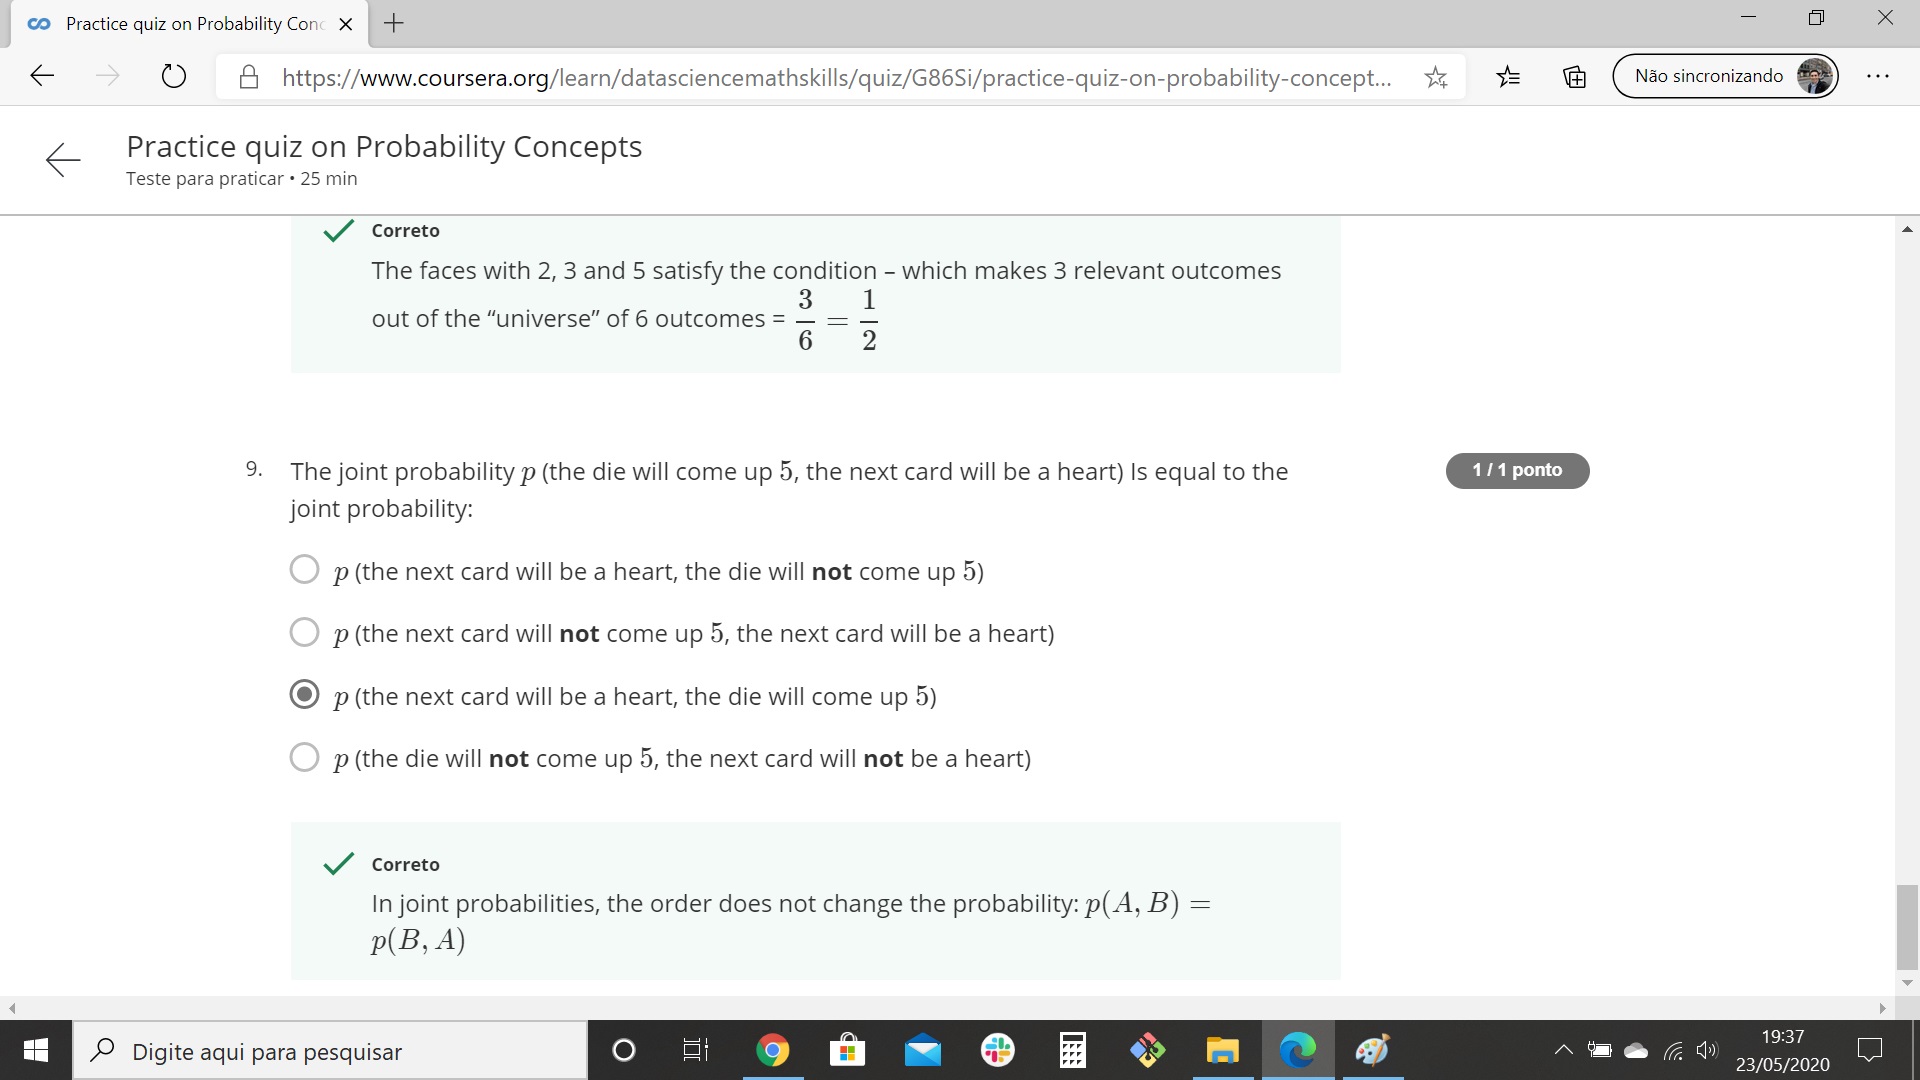 Practice quiz on Probability Conc
https://www.coursera.org/learn/datasciencemathskills/quiz/G86Si/practice-quiz-on-probability-concept...
Não sincronizando
Practice quiz on Probability Concepts
Teste para praticar • 25 min
Correto
The faces with 2, 3 and 5 satisfy the condition – which makes 3 relevant outcomes
out of the “universe” of 6 outcomes = 3/6 = 1/2
9. The joint probability p (the die will come up 5, the next card will be a heart) Is equal to the
joint probability:
1 / 1 ponto
p (the next card will be a heart, the die will not come up 5)
p (the next card will not come up 5, the next card will be a heart)
p (the next card will be a heart, the die will come up 5)
p (the die will not come up 5, the next card will not be a heart)
Correto
In joint probabilities, the order does not change the probability: p(A, B) =
p(B, A)
Digite aqui para pesquisar
19:37
23/05/2020